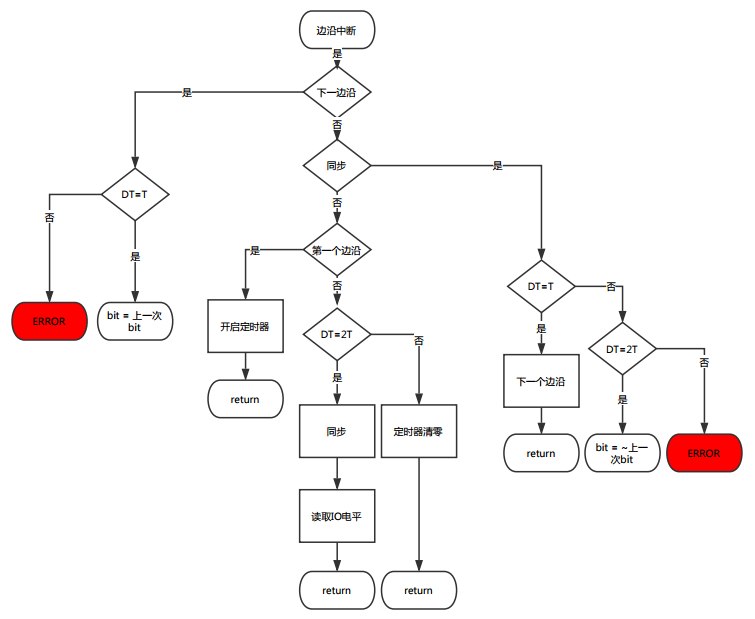 边沿中断
是
下一边沿
是
否
同步
是
DT=T
否
否
是
第一个边沿
是
否
DT=T
否
ERROR
bit = 上一次
bit
开启定时器
DT=2T
是
否
DT=2T
是
否
下一个边沿
否
return
同步
定时器清零
是
return
bit = ~上一
次bit
ERROR
读取IO电平
return
return